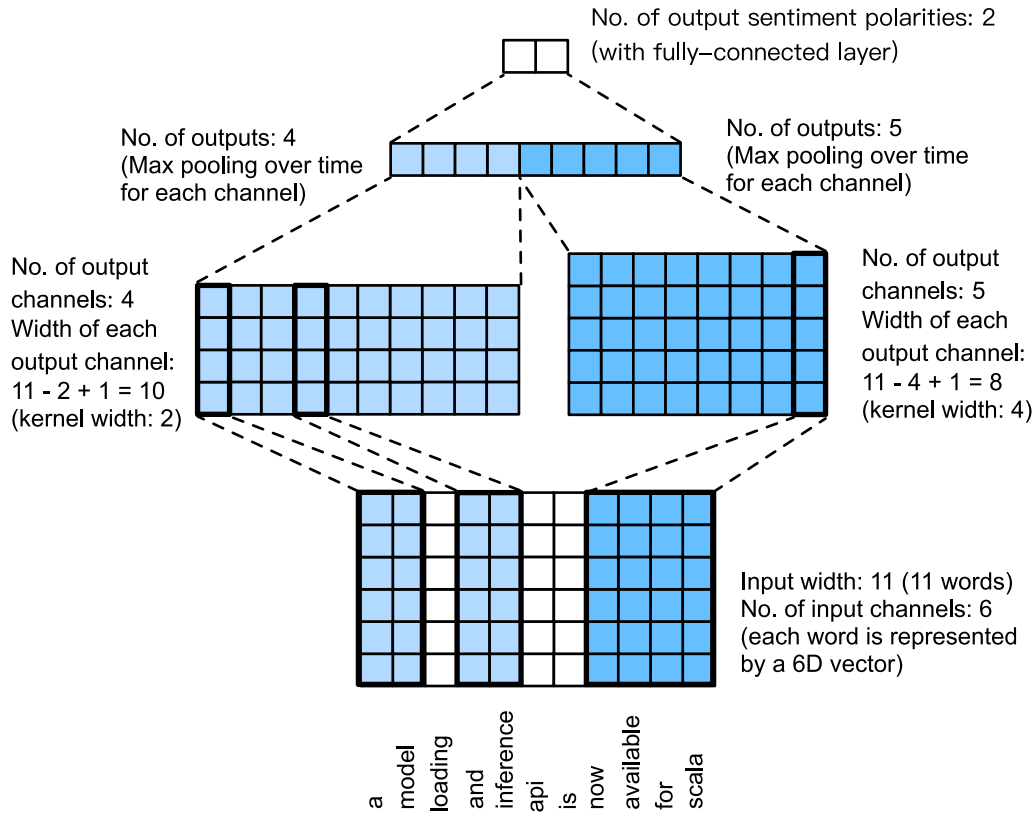 No. of output sentiment polarities: 2
(with fully–connected layer)
No. of outputs: 4
(Max pooling over time
for each channel)
No. of outputs: 5
(Max pooling over time
for each channel)
No. of output
channels: 4
Width of each
output channel:
11 - 2 + 1 = 10
(kernel width: 2)
No. of output
channels: 5
Width of each
output channel:
11 - 4 + 1 = 8
(kernel width: 4)
Input width: 11 (11 words)
No. of input channels: 6
(each word is represented
by a 6D vector)
a
model
loading
and
inference
api
is
now
available
for
scala